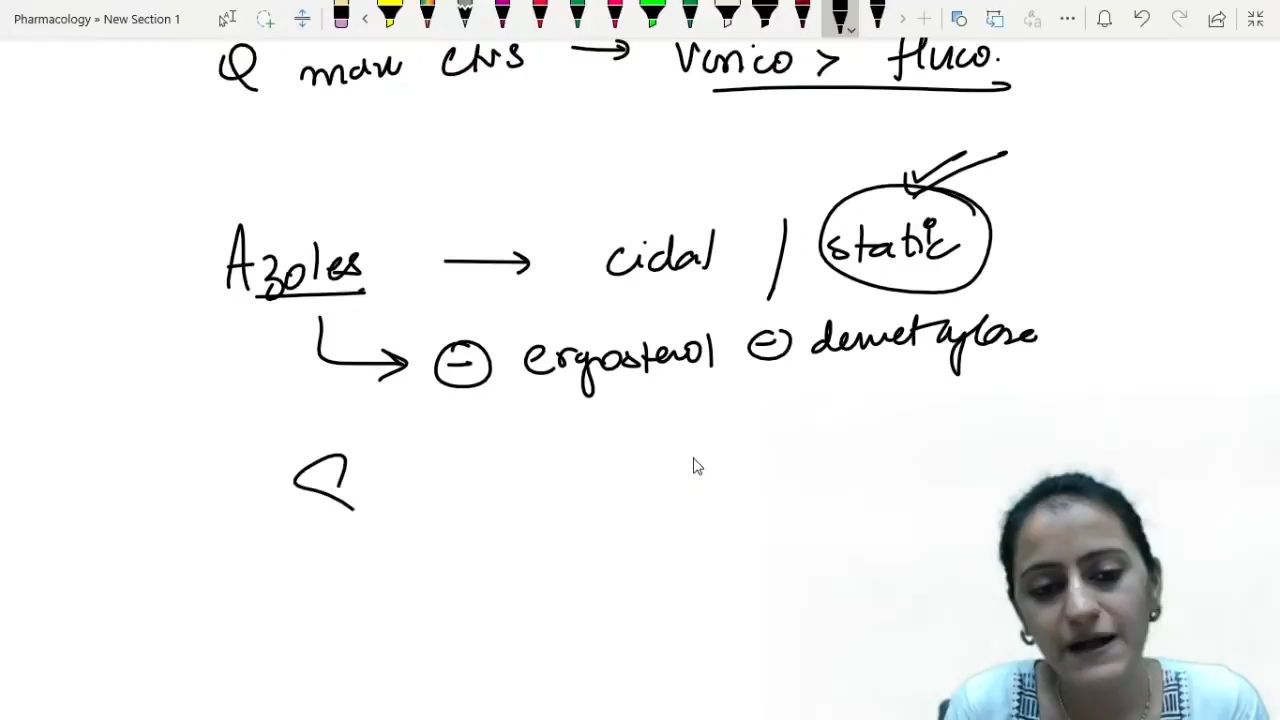 Pharmacology » New Section 1
Q max CNS → Vorico > fluco.
Azoles → cidal / static
⊖ ergosterol ⊖ demethylase